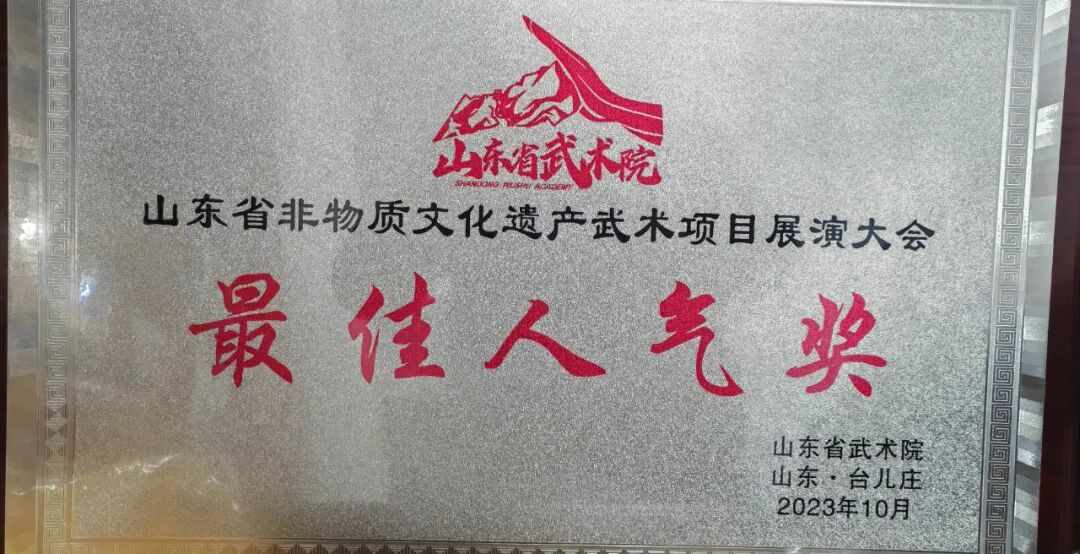 山东省武术院
SHANDONG WUSHU ACADEMY
山东省非物质文化遗产武术项目展演大会
最佳人气奖
山东省武术院
山东·台儿庄
2023年10月